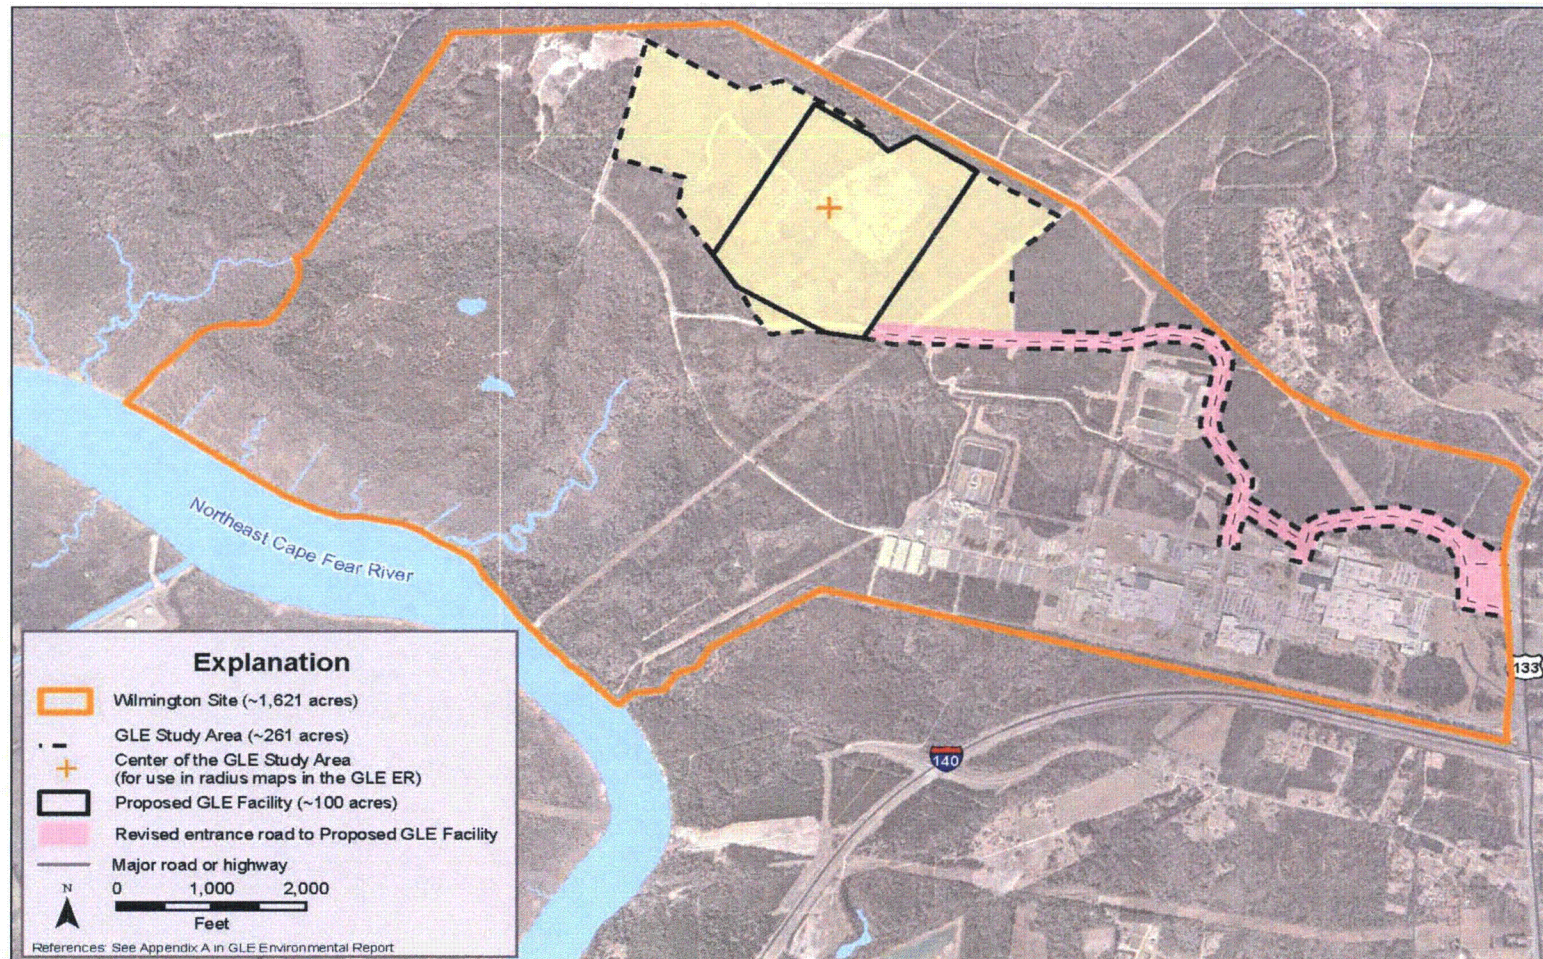 Northeast Cape Fear River
133
140
Explanation
Wilmington Site (~1,621 acres)
GLE Study Area (~261 acres)
Center of the GLE Study Area
(for use in radius maps in the GLE ER)
Proposed GLE Facility (~100 acres)
Revised entrance road to Proposed GLE Facility
Major road or highway
N
0 1,000 2,000
Feet
References: See Appendix A in GLE Environmental Report